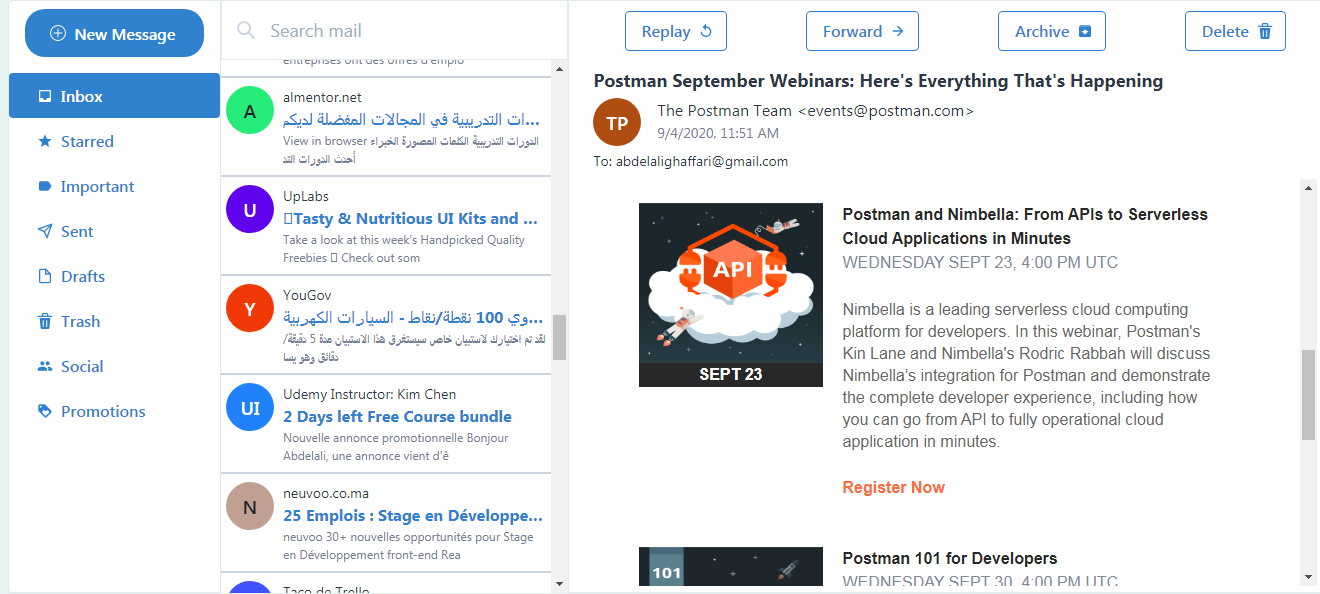 New Message
Inbox
Starred
Important
Sent
Drafts
Trash
Social
Promotions
Search mail
entreprises ont des offres d'emplo
A
almentor.net
ات التدريبية في المجالات المفضلة لديكم...
View in browser الدورات التدريبية الكلمات المصورة الخبراء
أحدث الدورات التد
U
UpLabs
Tasty & Nutritious UI Kits and ...
Take a look at this week's Handpicked Quality
Freebies Check out som
Y
YouGov
وي 100 نقطة/نقاط - السيارات الكهربية...
لقد تم اختيارك لاستبيان خاص سيستغرق هذا الاستبيان مدة 5 دقيقة/
دقائق وهو يسا
UI
Udemy Instructor: Kim Chen
2 Days left Free Course bundle
Nouvelle annonce promotionnelle Bonjour
Abdelali, une annonce vient d'ê
N
neuvoo.co.ma
25 Emplois : Stage en Développe...
neuvoo 30+ nouvelles opportunités pour Stage
en Développement front-end Rea
Taco de Trello
Replay
Forward
Archive
Delete
Postman September Webinars: Here's Everything That's Happening
TP
The Postman Team <events@postman.com>
9/4/2020, 11:51 AM
To: abdelalighaffari@gmail.com
API
SEPT 23
Postman and Nimbella: From APIs to Serverless
Cloud Applications in Minutes
WEDNESDAY SEPT 23, 4:00 PM UTC
Nimbella is a leading serverless cloud computing
platform for developers. In this webinar, Postman's
Kin Lane and Nimbella's Rodric Rabbah will discuss
Nimbella's integration for Postman and demonstrate
the complete developer experience, including how
you can go from API to fully operational cloud
application in minutes.
Register Now
101
Postman 101 for Developers
WEDNESDAY SEPT 30, 4:00 PM UTC